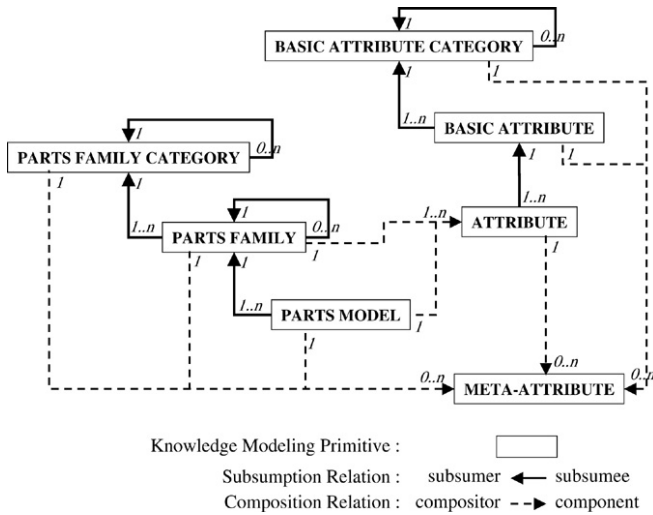 1
0..n
BASIC ATTRIBUTE CATEGORY
1
1
1..n
BASIC ATTRIBUTE
1
1
1
0..n
PARTS FAMILY CATEGORY
1
1
1..n
ATTRIBUTE
1
1
0..n
1..n
PARTS FAMILY
1..n
1
1
1
1..n
PARTS MODEL
1
1
0..n
META-ATTRIBUTE
0..n
0..n
Knowledge Modeling Primitive :
Subsumption Relation : subsumer subsumee
Composition Relation : compositor component